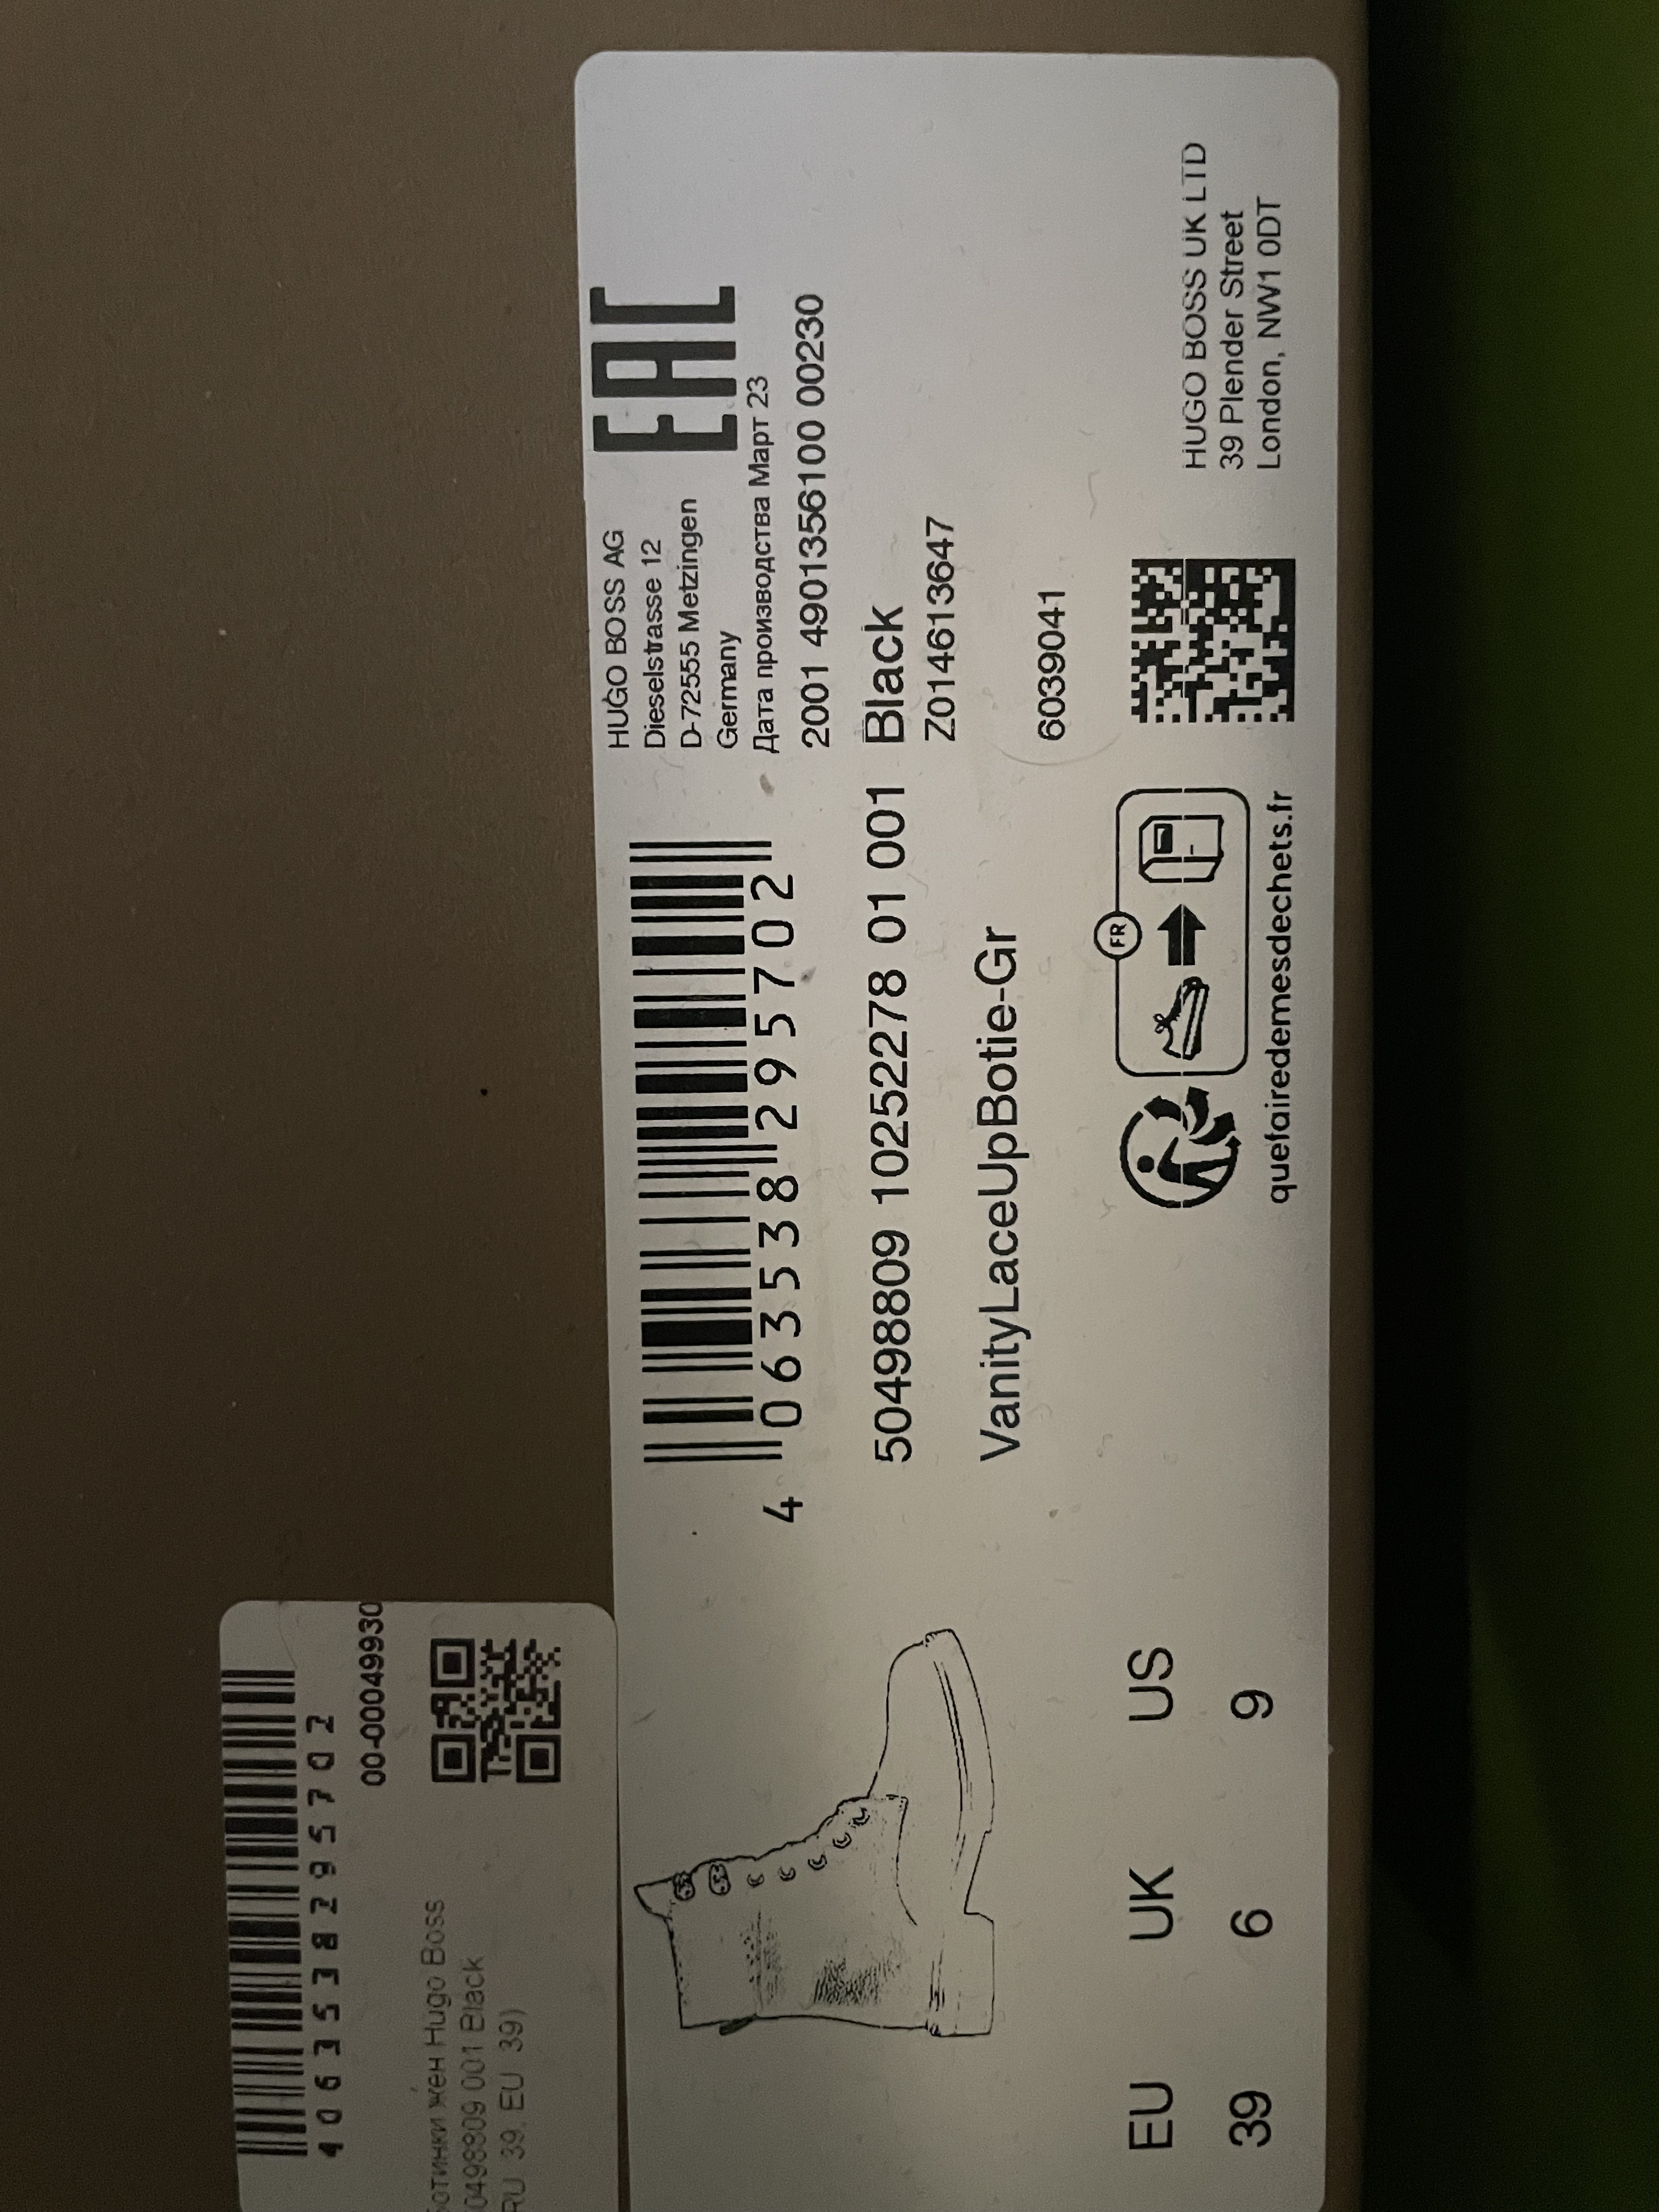 4 063538 295702
HUGO BOSS AG
Dieselstrasse 12
D-72555 Metzingen
Germany
EAC
Дата производства Март 23
2001 4901356100 00230
50498809 10252278 01 001 Black
Z014613647
VanityLaceUpBotie-Gr
6039041
EU UK US
39 6 9
FR
quefairedemesdechets.fr
HUGO BOSS UK LTD
39 Plender Street
London, NW1 0DT
4063538295702
00-0004993
жен Hugo Boss
001 Black
RU 39, EU 39)